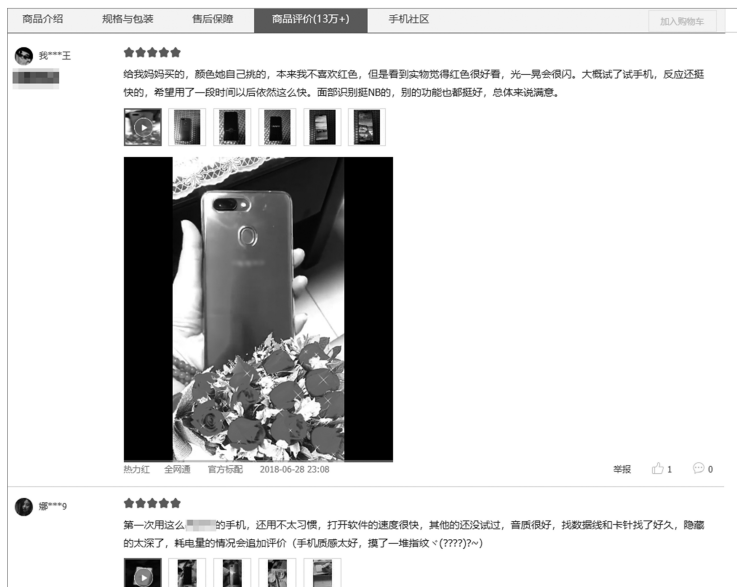 商品介绍 规格与包装 售后保障 商品评价(13万+) 手机社区 加入购物车
我***王
给我妈妈买的，颜色她自己挑的，本来我不喜欢红色，但是看到实物觉得红色很好看，光一晃会很闪。大概试了试手机，反应还挺
快的，希望用了一段时间以后依然这么快。面部识别挺NB的，别的功能也都挺好，总体来说满意。
热力红 全网通 官方标配 2018-06-28 23:08 举报 1 0
娜***9
第一次用这么的手机，还用不太习惯，打开软件的速度很快，其他的还没试过，音质很好，找数据线和卡针找了好久，隐藏
的太深了，耗电量的情况会追加评价（手机质感太好，摸了一堆指纹ヾ(????)?~）